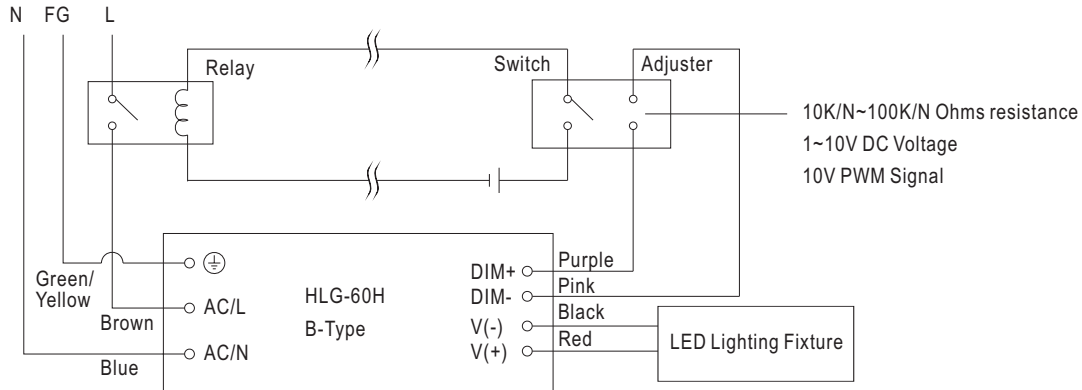 N FG L
Relay
Switch
Adjuster
10K/N~100K/N Ohms resistance
1~10V DC Voltage
10V PWM Signal
Green/
Yellow
Brown
Blue
AC/L
AC/N
HLG-60H
B-Type
DIM+
DIM-
V(-)
V(+)
Purple
Pink
Black
Red
LED Lighting Fixture